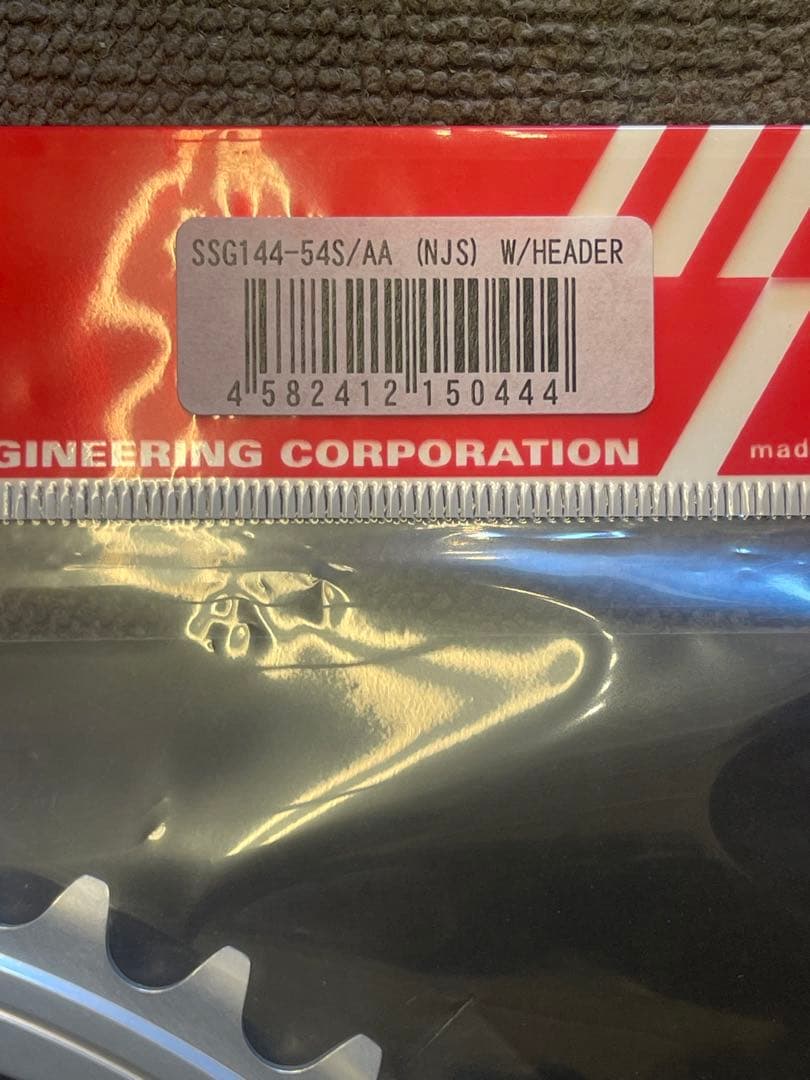 SSG144-54S/AA (NJS) W/HEADER
4 582412 150444
GINEERING CORPORATION
mad